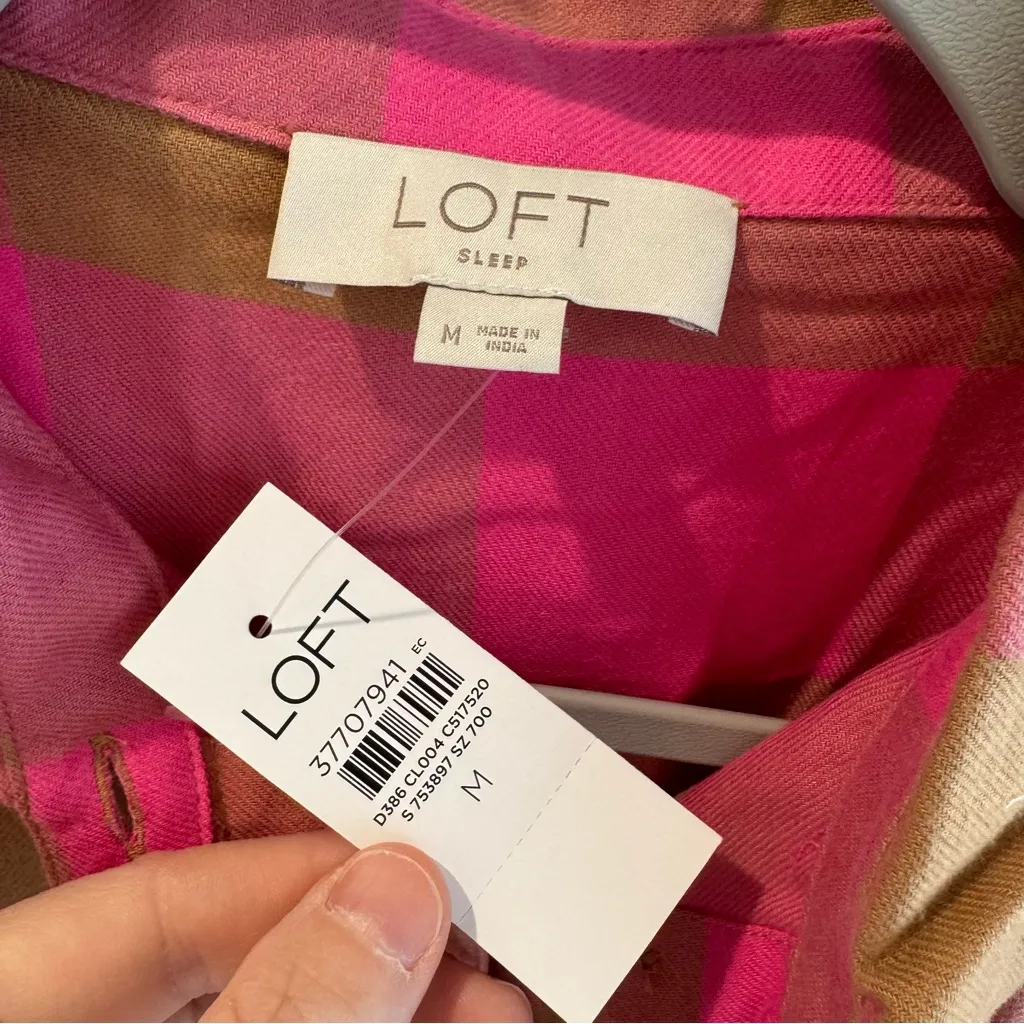 LOFT
SLEEP
M MADE IN
INDIA
LOFT
37707941 EC
D386 CL004 C517520
S 753897 SZ 700
M